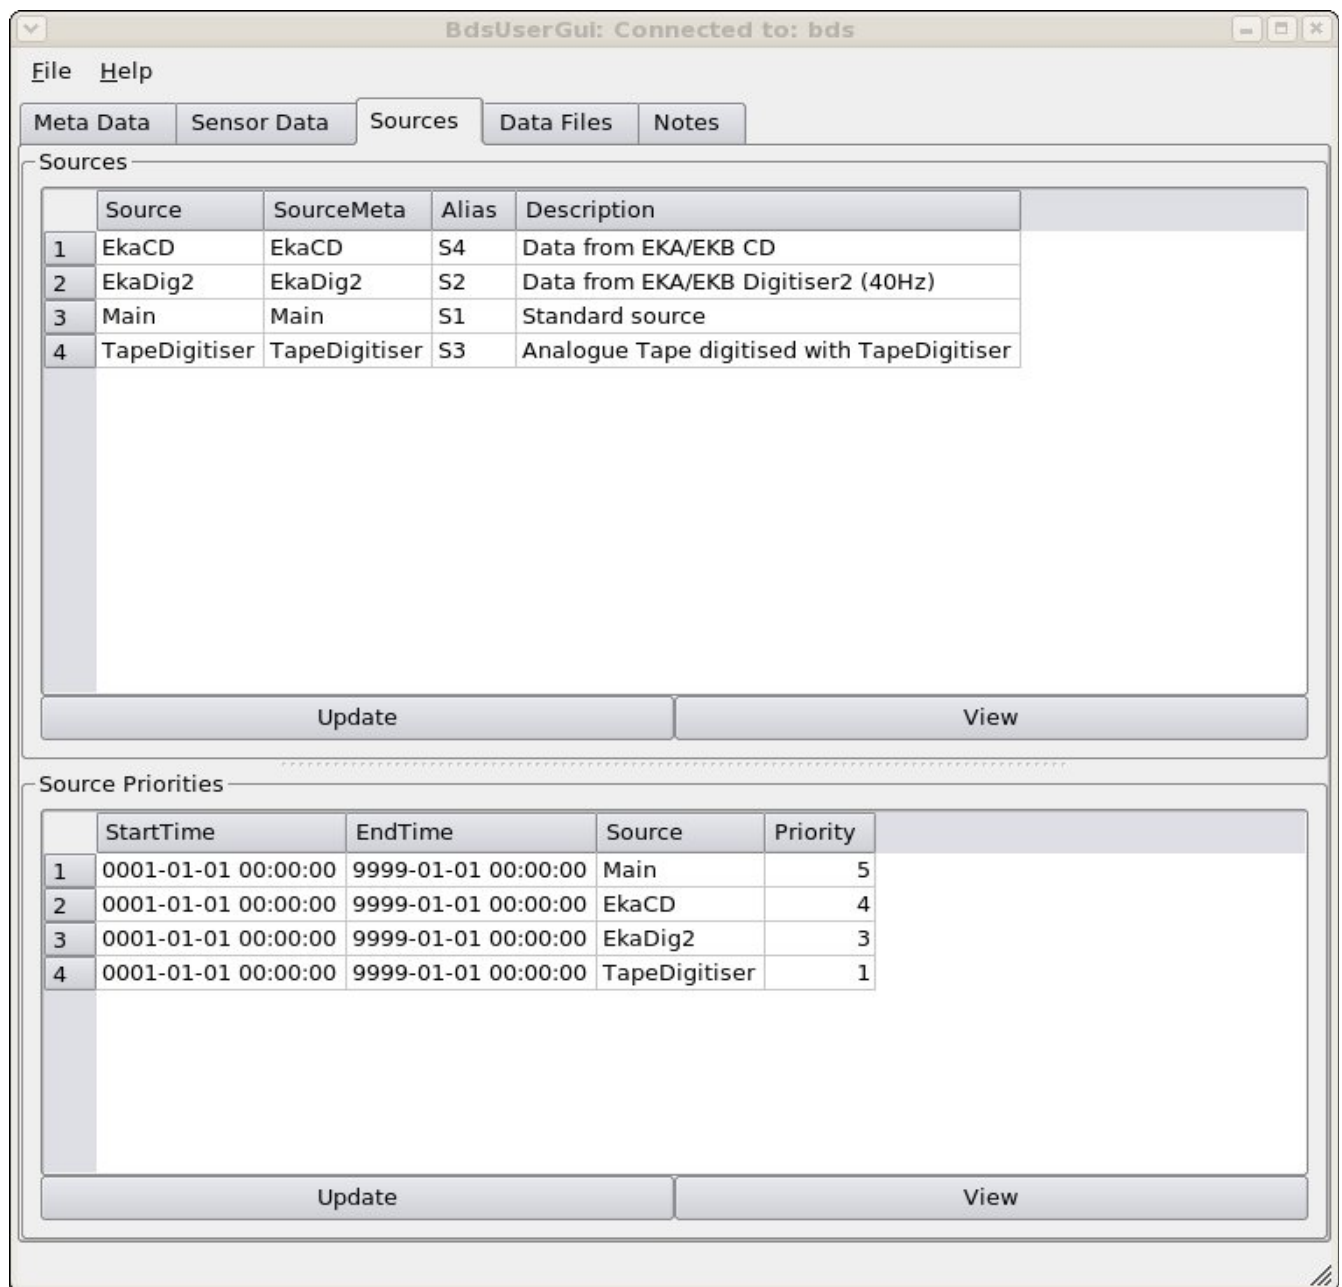 BdsUserGui: Connected to: bds
File Help
Meta Data Sensor Data Sources Data Files Notes
Sources
Source SourceMeta Alias Description
1 EkaCD EkaCD S4 Data from EKA/EKB CD
2 EkaDig2 EkaDig2 S2 Data from EKA/EKB Digitiser2 (40Hz)
3 Main Main S1 Standard source
4 TapeDigitiser TapeDigitiser S3 Analogue Tape digitised with TapeDigitiser
Update View
Source Priorities
StartTime EndTime Source Priority
1 0001-01-01 00:00:00 9999-01-01 00:00:00 Main 5
2 0001-01-01 00:00:00 9999-01-01 00:00:00 EkaCD 4
3 0001-01-01 00:00:00 9999-01-01 00:00:00 EkaDig2 3
4 0001-01-01 00:00:00 9999-01-01 00:00:00 TapeDigitiser 1
Update View